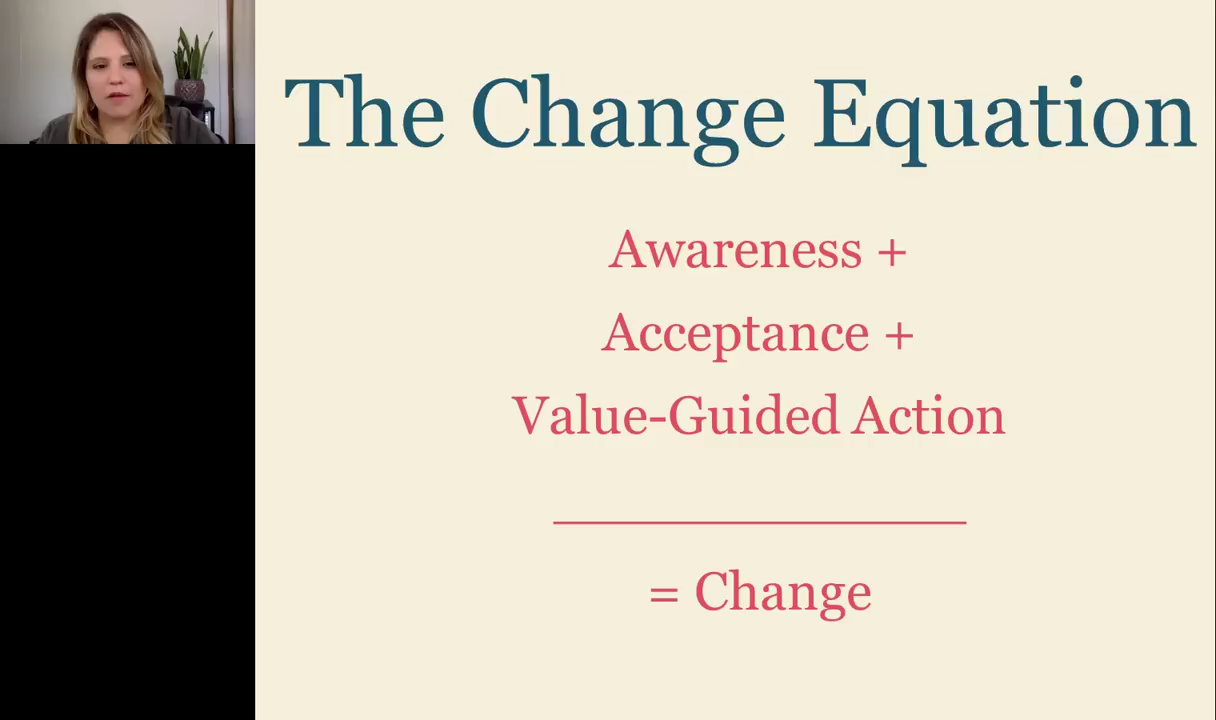 The Change Equation
Awareness +
Acceptance +
Value-Guided Action
= Change